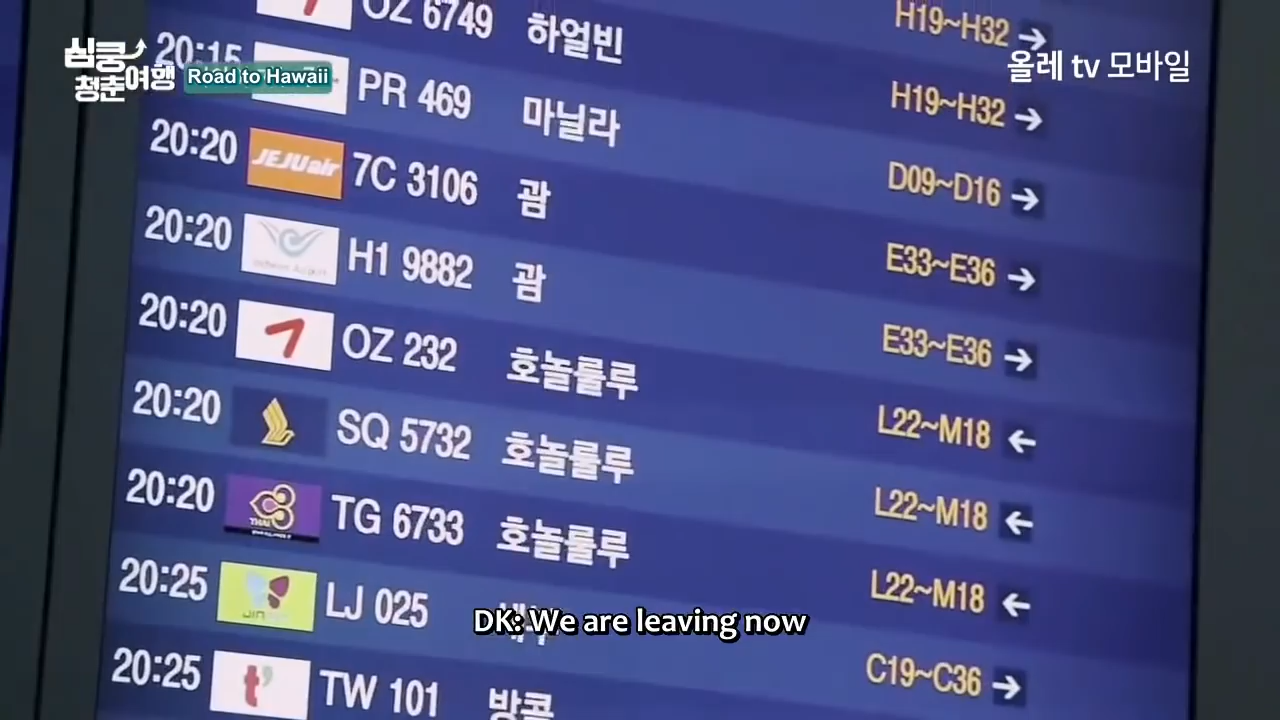 OZ 6749 하얼빈 H19~H32 →
심쿵 청춘여행
Road to Hawaii
올레 tv 모바일
20:15 PR 469 마닐라 H19~H32 →
20:20 JEJUair 7C 3106 괌 D09~D16 →
20:20 H1 9882 괌 E33~E36 →
20:20 OZ 232 호놀룰루 E33~E36 →
20:20 SQ 5732 호놀룰루 L22~M18 ←
20:20 THAI TG 6733 호놀룰루 L22~M18 ←
20:25 JIN LJ 025 L22~M18 ←
DK: We are leaving now
20:25 t' TW 101 방콕 C19~C36 →